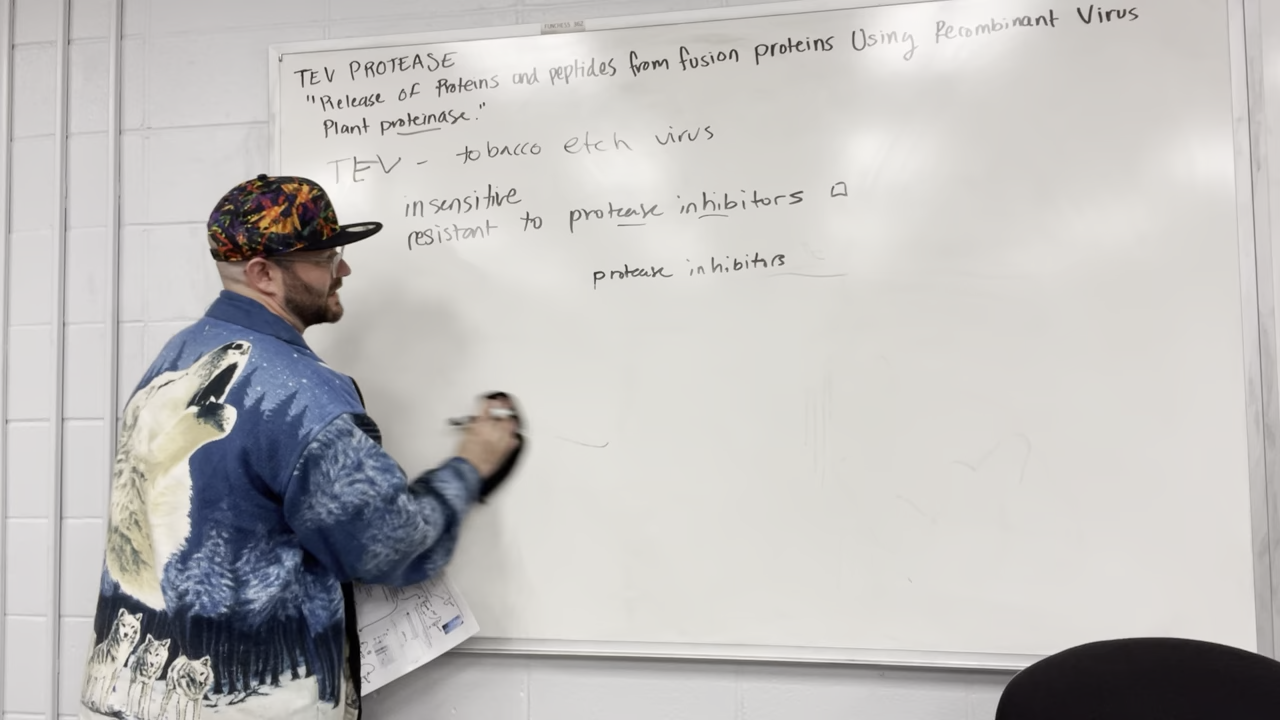 TEV PROTEASE
"Release of Proteins and peptides from fusion proteins Using Recombinant Virus
Plant proteinase."
TEV - tobacco etch virus
insensitive
resistant to protease inhibitors
protease inhibitors